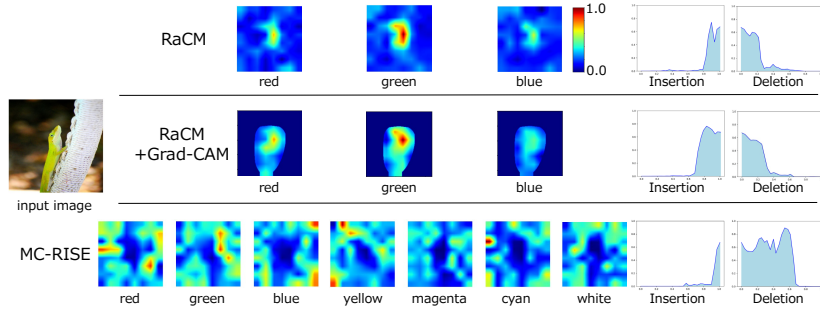 RaCM
1.0
0.0
red
green
blue
Insertion
Deletion
RaCM
+Grad-CAM
red
green
blue
Insertion
Deletion
input image
MC-RISE
red
green
blue
yellow
magenta
cyan
white
Insertion
Deletion